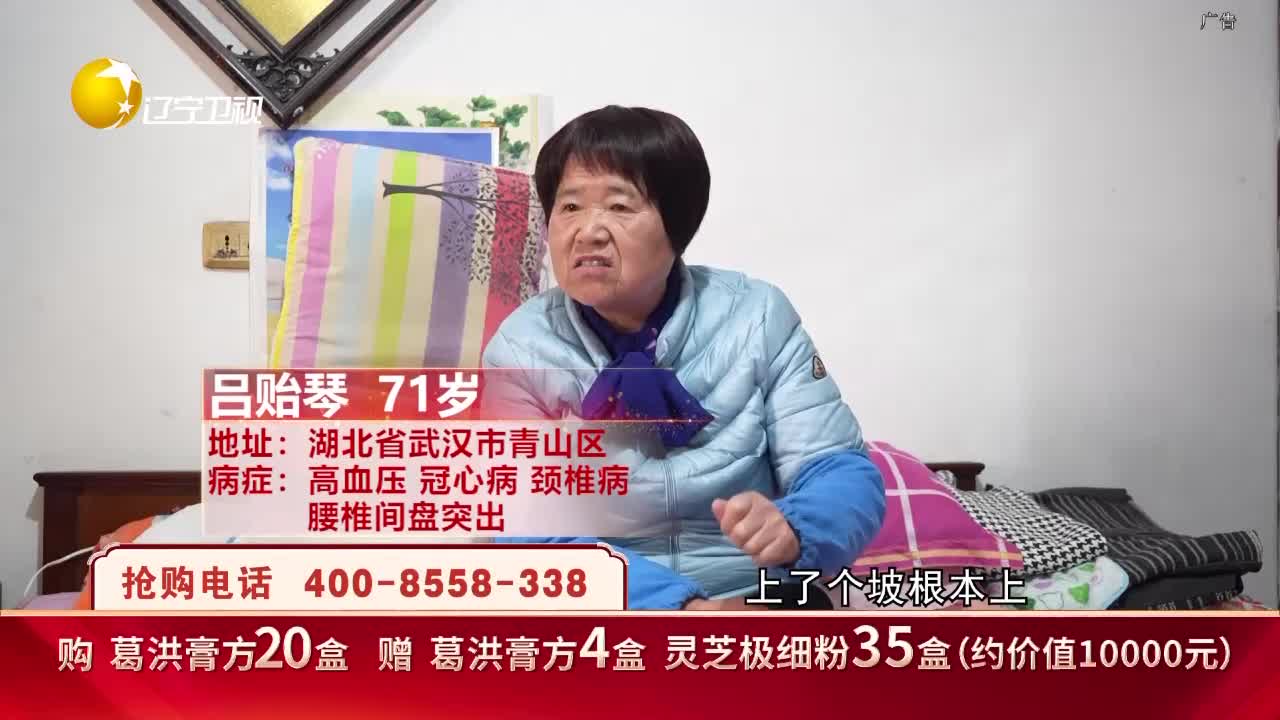 广告
辽宁卫视
吕贻琴 71岁
地址：湖北省武汉市青山区
病症：高血压 冠心病 颈椎病
腰椎间盘突出
抢购电话 400-8558-338
上了个坡根本上
购 葛洪膏方20盒 赠 葛洪膏方4盒 灵芝极细粉35盒（约价值10000元）